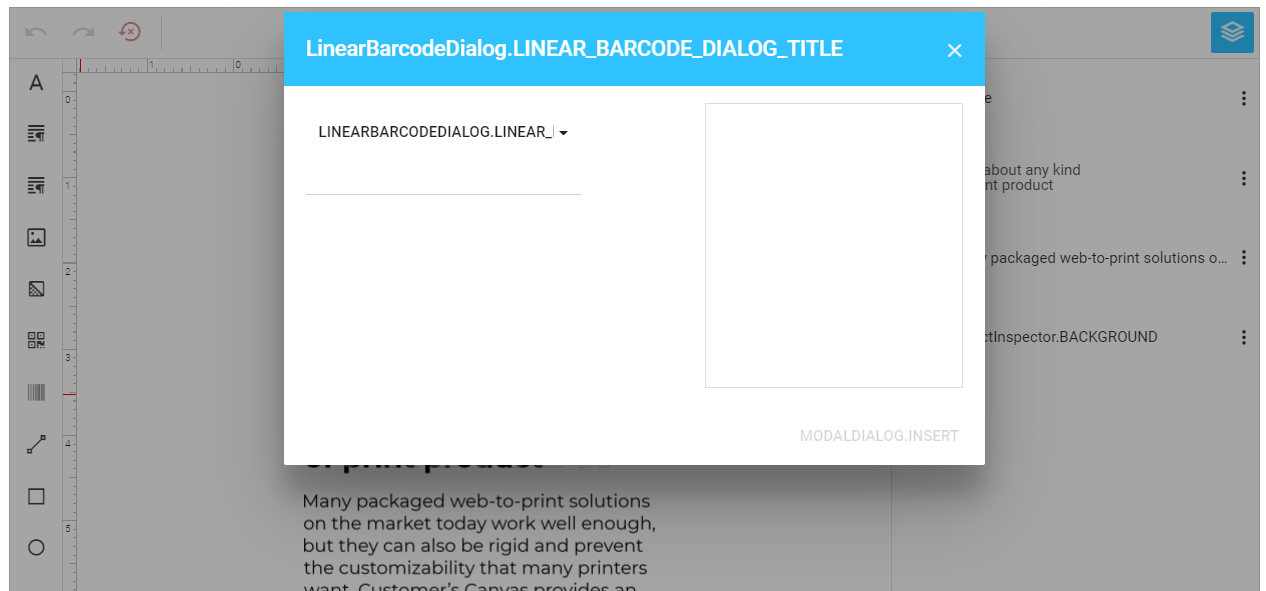 LinearBarcodeDialog.LINEAR_BARCODE_DIALOG_TITLE
A
1
0
0
1
2
3
4
5
LINEARBARCODEDIALOG.LINEAR_
about any kind
nt product
packaged web-to-print solutions o...
ctInspector.BACKGROUND
MODALDIALOG.INSERT
of print product
Many packaged web-to-print solutions
on the market today work well enough,
but they can also be rigid and prevent
the customizability that many printers
want. Customer's Canvas provides an